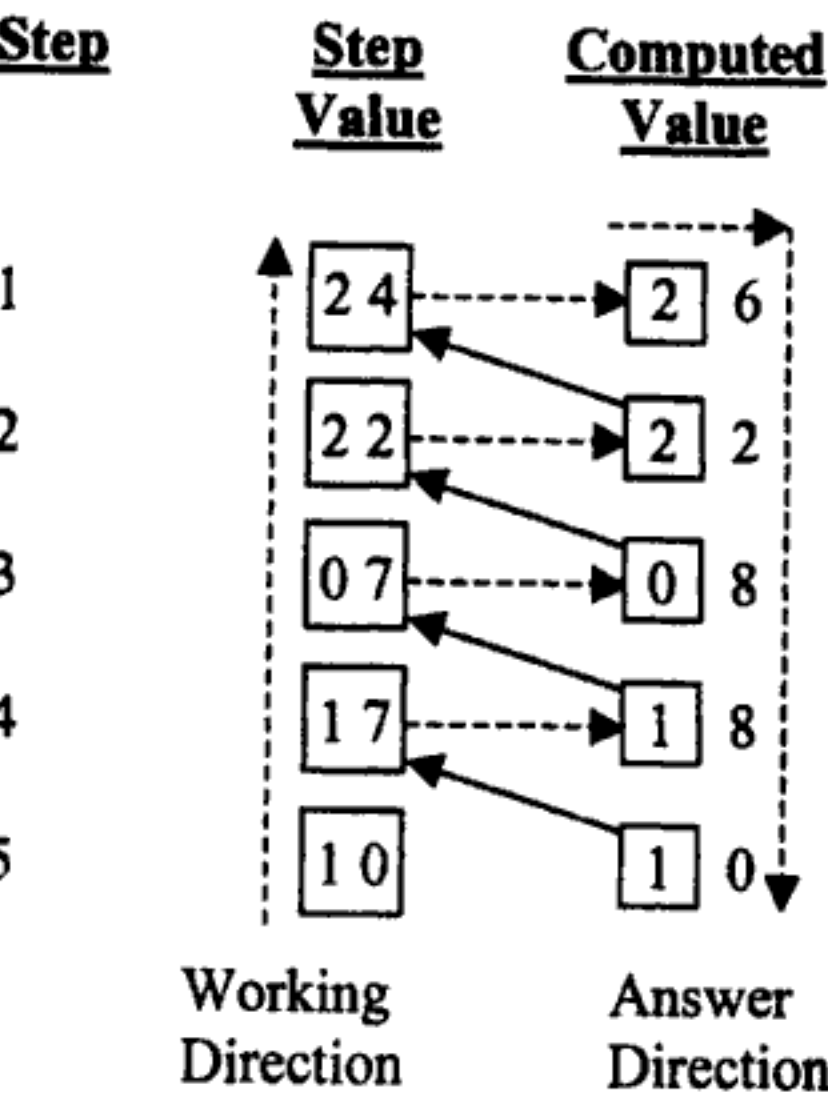 Step Step Computed
Value Value
1 2 4 2 6
2 2 2 2 2
3 0 7 0 8
4 1 7 1 8
5 1 0 1 0
Working Answer
Direction Direction